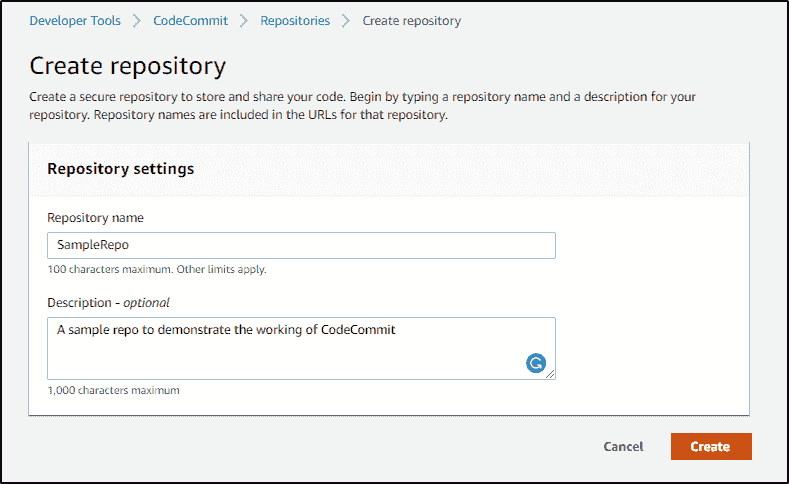 Developer Tools > CodeCommit > Repositories > Create repository
Create repository
Create a secure repository to store and share your code. Begin by typing a repository name and a description for your
repository. Repository names are included in the URLs for that repository.
Repository settings
Repository name
SampleRepo
100 characters maximum. Other limits apply.
Description - optional
A sample repo to demonstrate the working of CodeCommit
1,000 characters maximum
Cancel Create